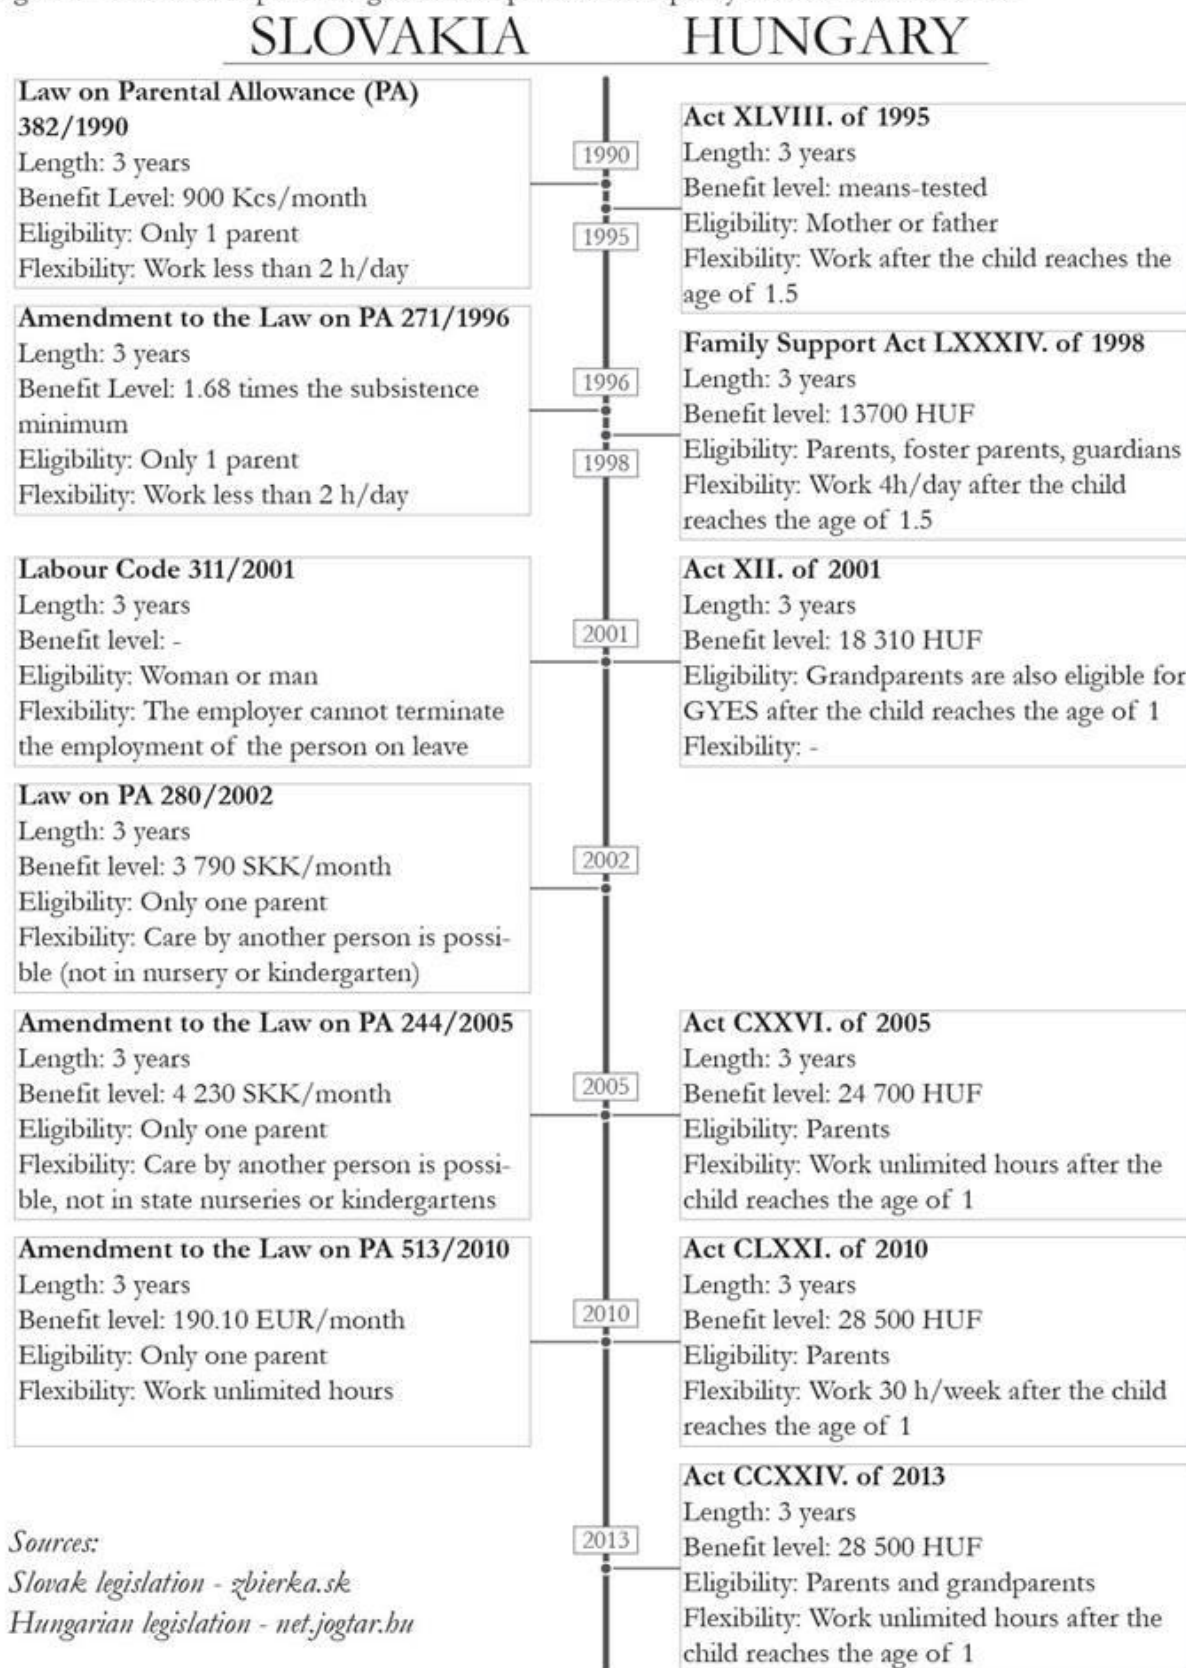 SLOVAKIA
HUNGARY
Law on Parental Allowance (PA)
382/1990
Length: 3 years
Benefit Level: 900 Kcs/month
Eligibility: Only 1 parent
Flexibility: Work less than 2 h/day
1990
1995
Act XLVIII. of 1995
Length: 3 years
Benefit level: means-tested
Eligibility: Mother or father
Flexibility: Work after the child reaches the
age of 1.5
Amendment to the Law on PA 271/1996
Length: 3 years
Benefit Level: 1.68 times the subsistence
minimum
Eligibility: Only 1 parent
Flexibility: Work less than 2 h/day
1996
1998
Family Support Act LXXXIV. of 1998
Length: 3 years
Benefit level: 13700 HUF
Eligibility: Parents, foster parents, guardians
Flexibility: Work 4h/day after the child
reaches the age of 1.5
Labour Code 311/2001
Length: 3 years
Benefit level: -
Eligibility: Woman or man
Flexibility: The employer cannot terminate
the employment of the person on leave
2001
Act XII. of 2001
Length: 3 years
Benefit level: 18 310 HUF
Eligibility: Grandparents are also eligible for
GYES after the child reaches the age of 1
Flexibility: -
Law on PA 280/2002
Length: 3 years
Benefit level: 3 790 SKK/month
Eligibility: Only one parent
Flexibility: Care by another person is possi-
ble (not in nursery or kindergarten)
2002
Amendment to the Law on PA 244/2005
Length: 3 years
Benefit level: 4 230 SKK/month
Eligibility: Only one parent
Flexibility: Care by another person is possi-
ble, not in state nurseries or kindergartens
2005
Act CXXVI. of 2005
Length: 3 years
Benefit level: 24 700 HUF
Eligibility: Parents
Flexibility: Work unlimited hours after the
child reaches the age of 1
Amendment to the Law on PA 513/2010
Length: 3 years
Benefit level: 190.10 EUR/month
Eligibility: Only one parent
Flexibility: Work unlimited hours
2010
Act CLXXI. of 2010
Length: 3 years
Benefit level: 28 500 HUF
Eligibility: Parents
Flexibility: Work 30 h/week after the child
reaches the age of 1
2013
Act CCXXIV. of 2013
Length: 3 years
Benefit level: 28 500 HUF
Eligibility: Parents and grandparents
Flexibility: Work unlimited hours after the
child reaches the age of 1
Sources:
Slovak legislation - zbierka.sk
Hungarian legislation - net.jogtar.hu